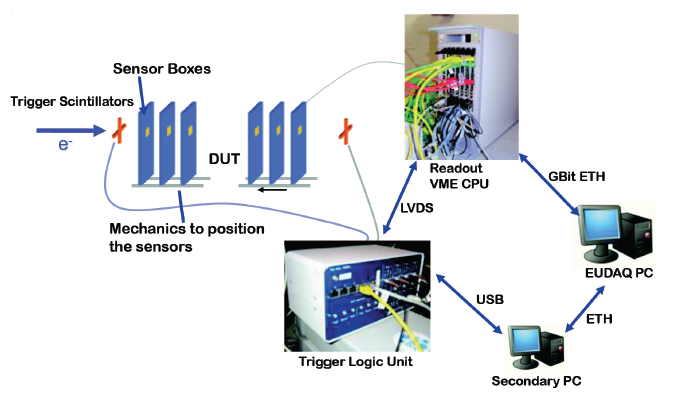 Sensor Boxes
Trigger Scintillators
e-
DUT
Mechanics to position
the sensors
Readout
VME CPU
LVDS
GBit ETH
EUDAQ PC
USB
ETH
Trigger Logic Unit
Secondary PC